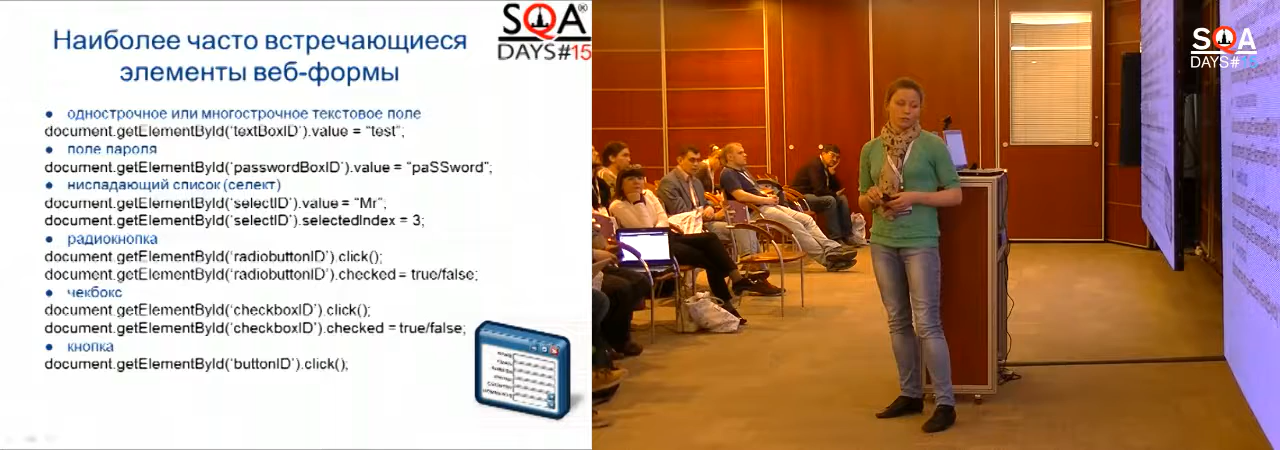 Наиболее часто встречающиеся
элементы веб-формы
SQA®
DAYS#15
● однострочное или многострочное текстовое поле
document.getElementById('textBoxID').value = “test”;
● поле пароля
document.getElementById('passwordBoxID').value = “paSSword”;
● ниспадающий список (селект)
document.getElementById('selectID').value = “Mr”;
document.getElementById('selectID').selectedIndex = 3;
● радиокнопка
document.getElementById('radiobuttonID').click();
document.getElementById('radiobuttonID').checked = true/false;
● чекбокс
document.getElementById('checkboxID').click();
document.getElementById('checkboxID').checked = true/false;
● кнопка
document.getElementById('buttonID').click();
SQA
DAYS#15